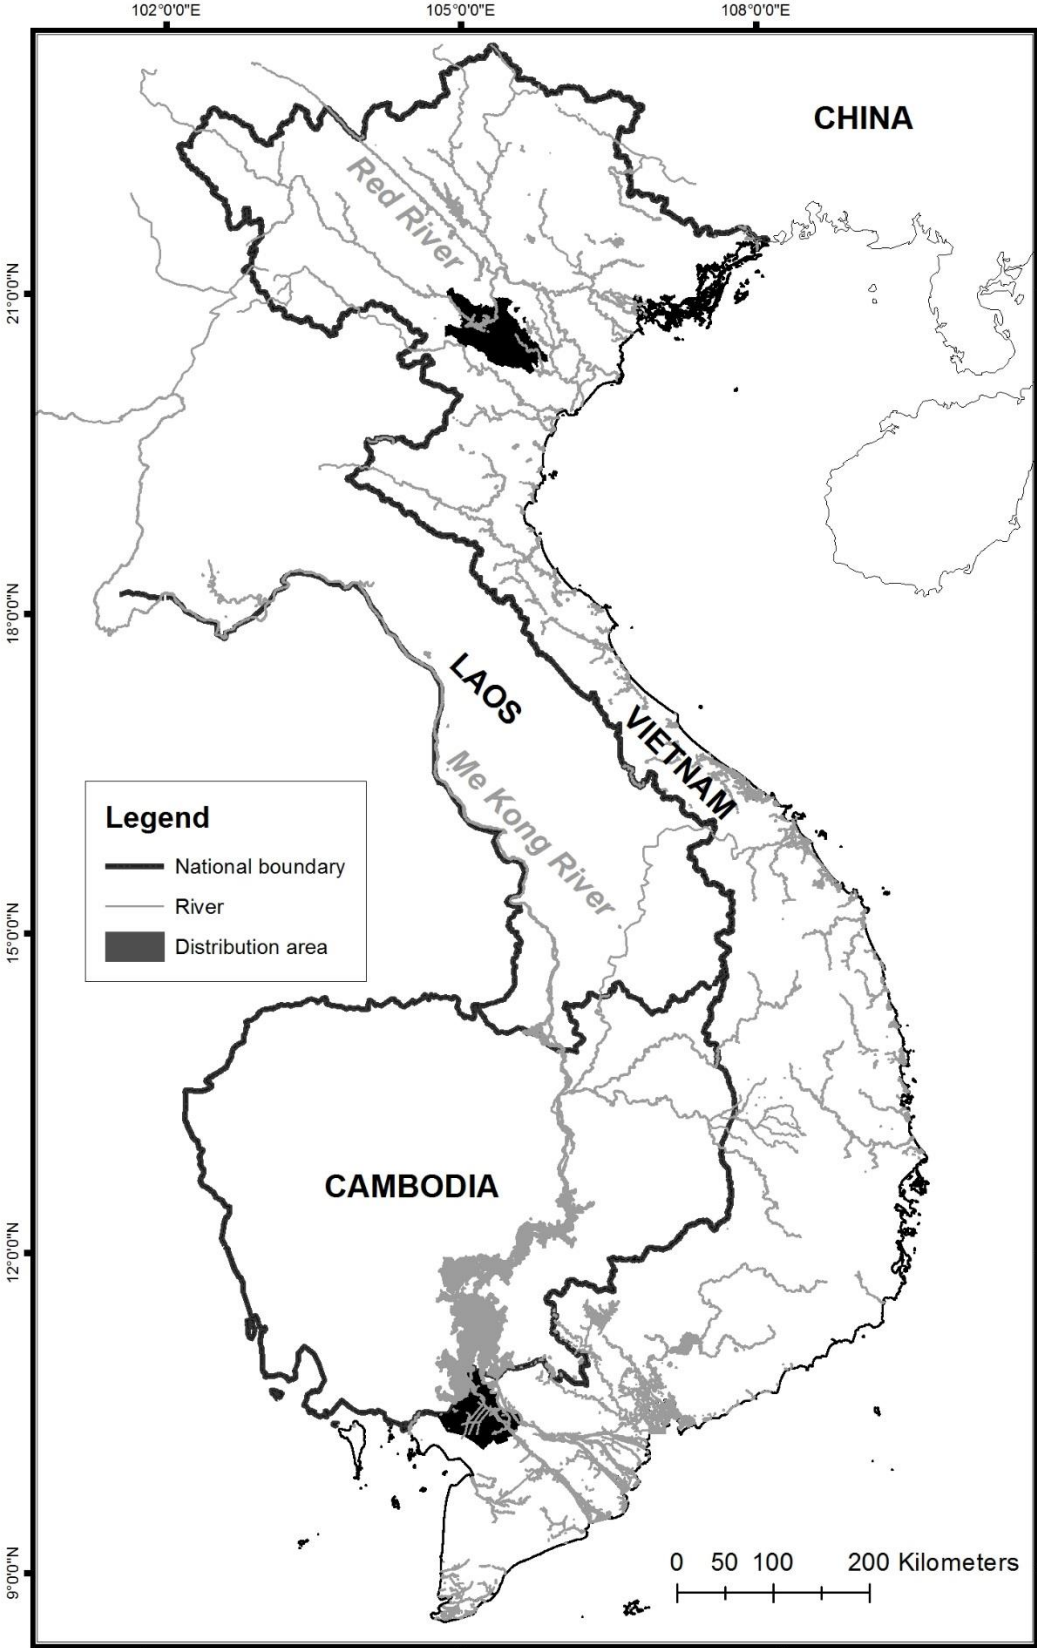 102°0'0"E
105°0'0"E
108°0'0"E
CHINA
Red River
21°0'0"N
18°0'0"N
LAOS
VIETNAM
Me Kong River
Legend
National boundary
River
Distribution area
15°0'0"N
CAMBODIA
12°0'0"N
9°0'0"N
0 50 100 200 Kilometers